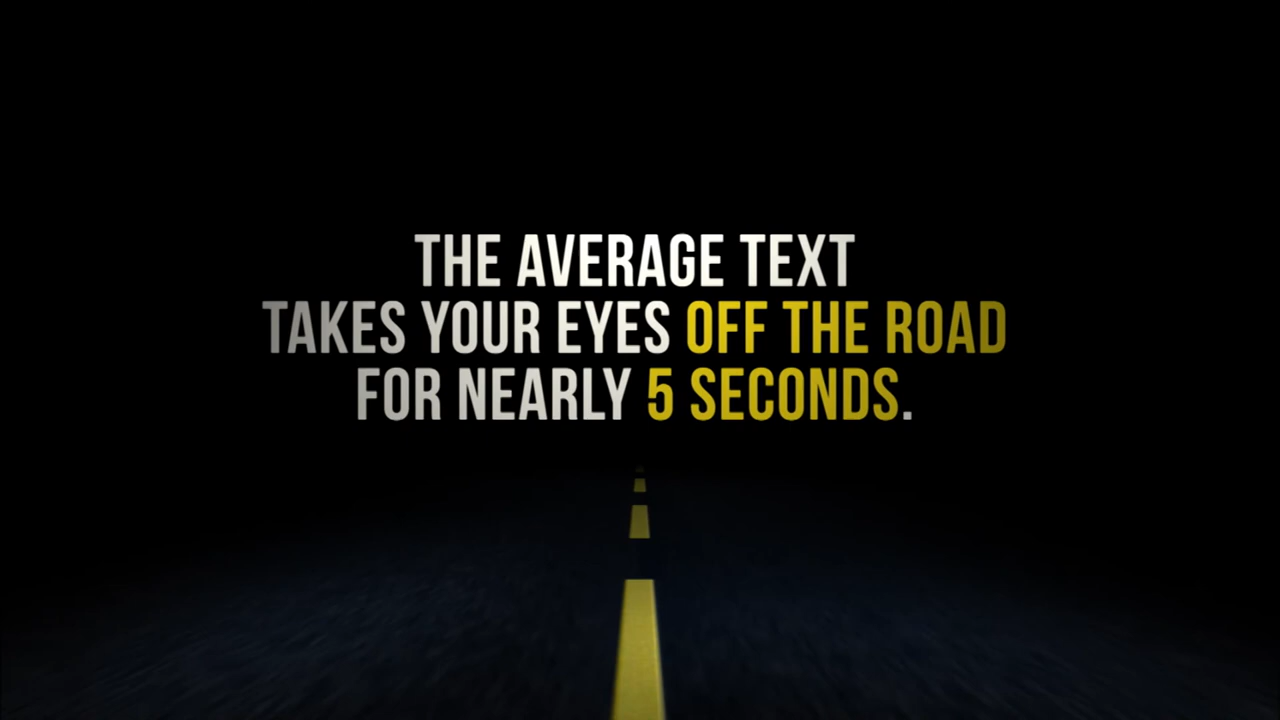 THE AVERAGE TEXT
TAKES YOUR EYES OFF THE ROAD
FOR NEARLY 5 SECONDS.